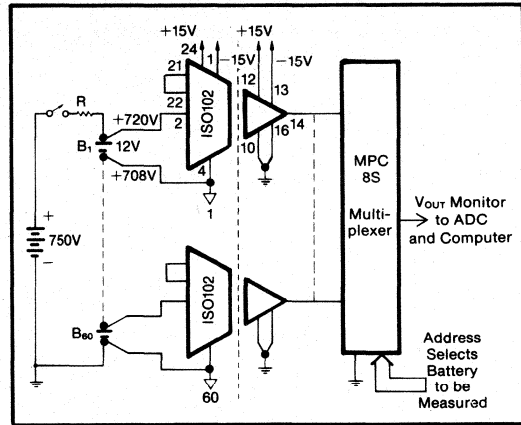 +15V
+15V
24
1
-15V
-15V
21
12
13
22
R
+720V
2
ISO102
16
14
10
B1
12V
+708V
4
1
MPC
8S
Multi-
plexer
VOUT Monitor
to ADC
and Computer
+
750V
−
ISO102
B60
60
Address
Selects
Battery
to be
Measured